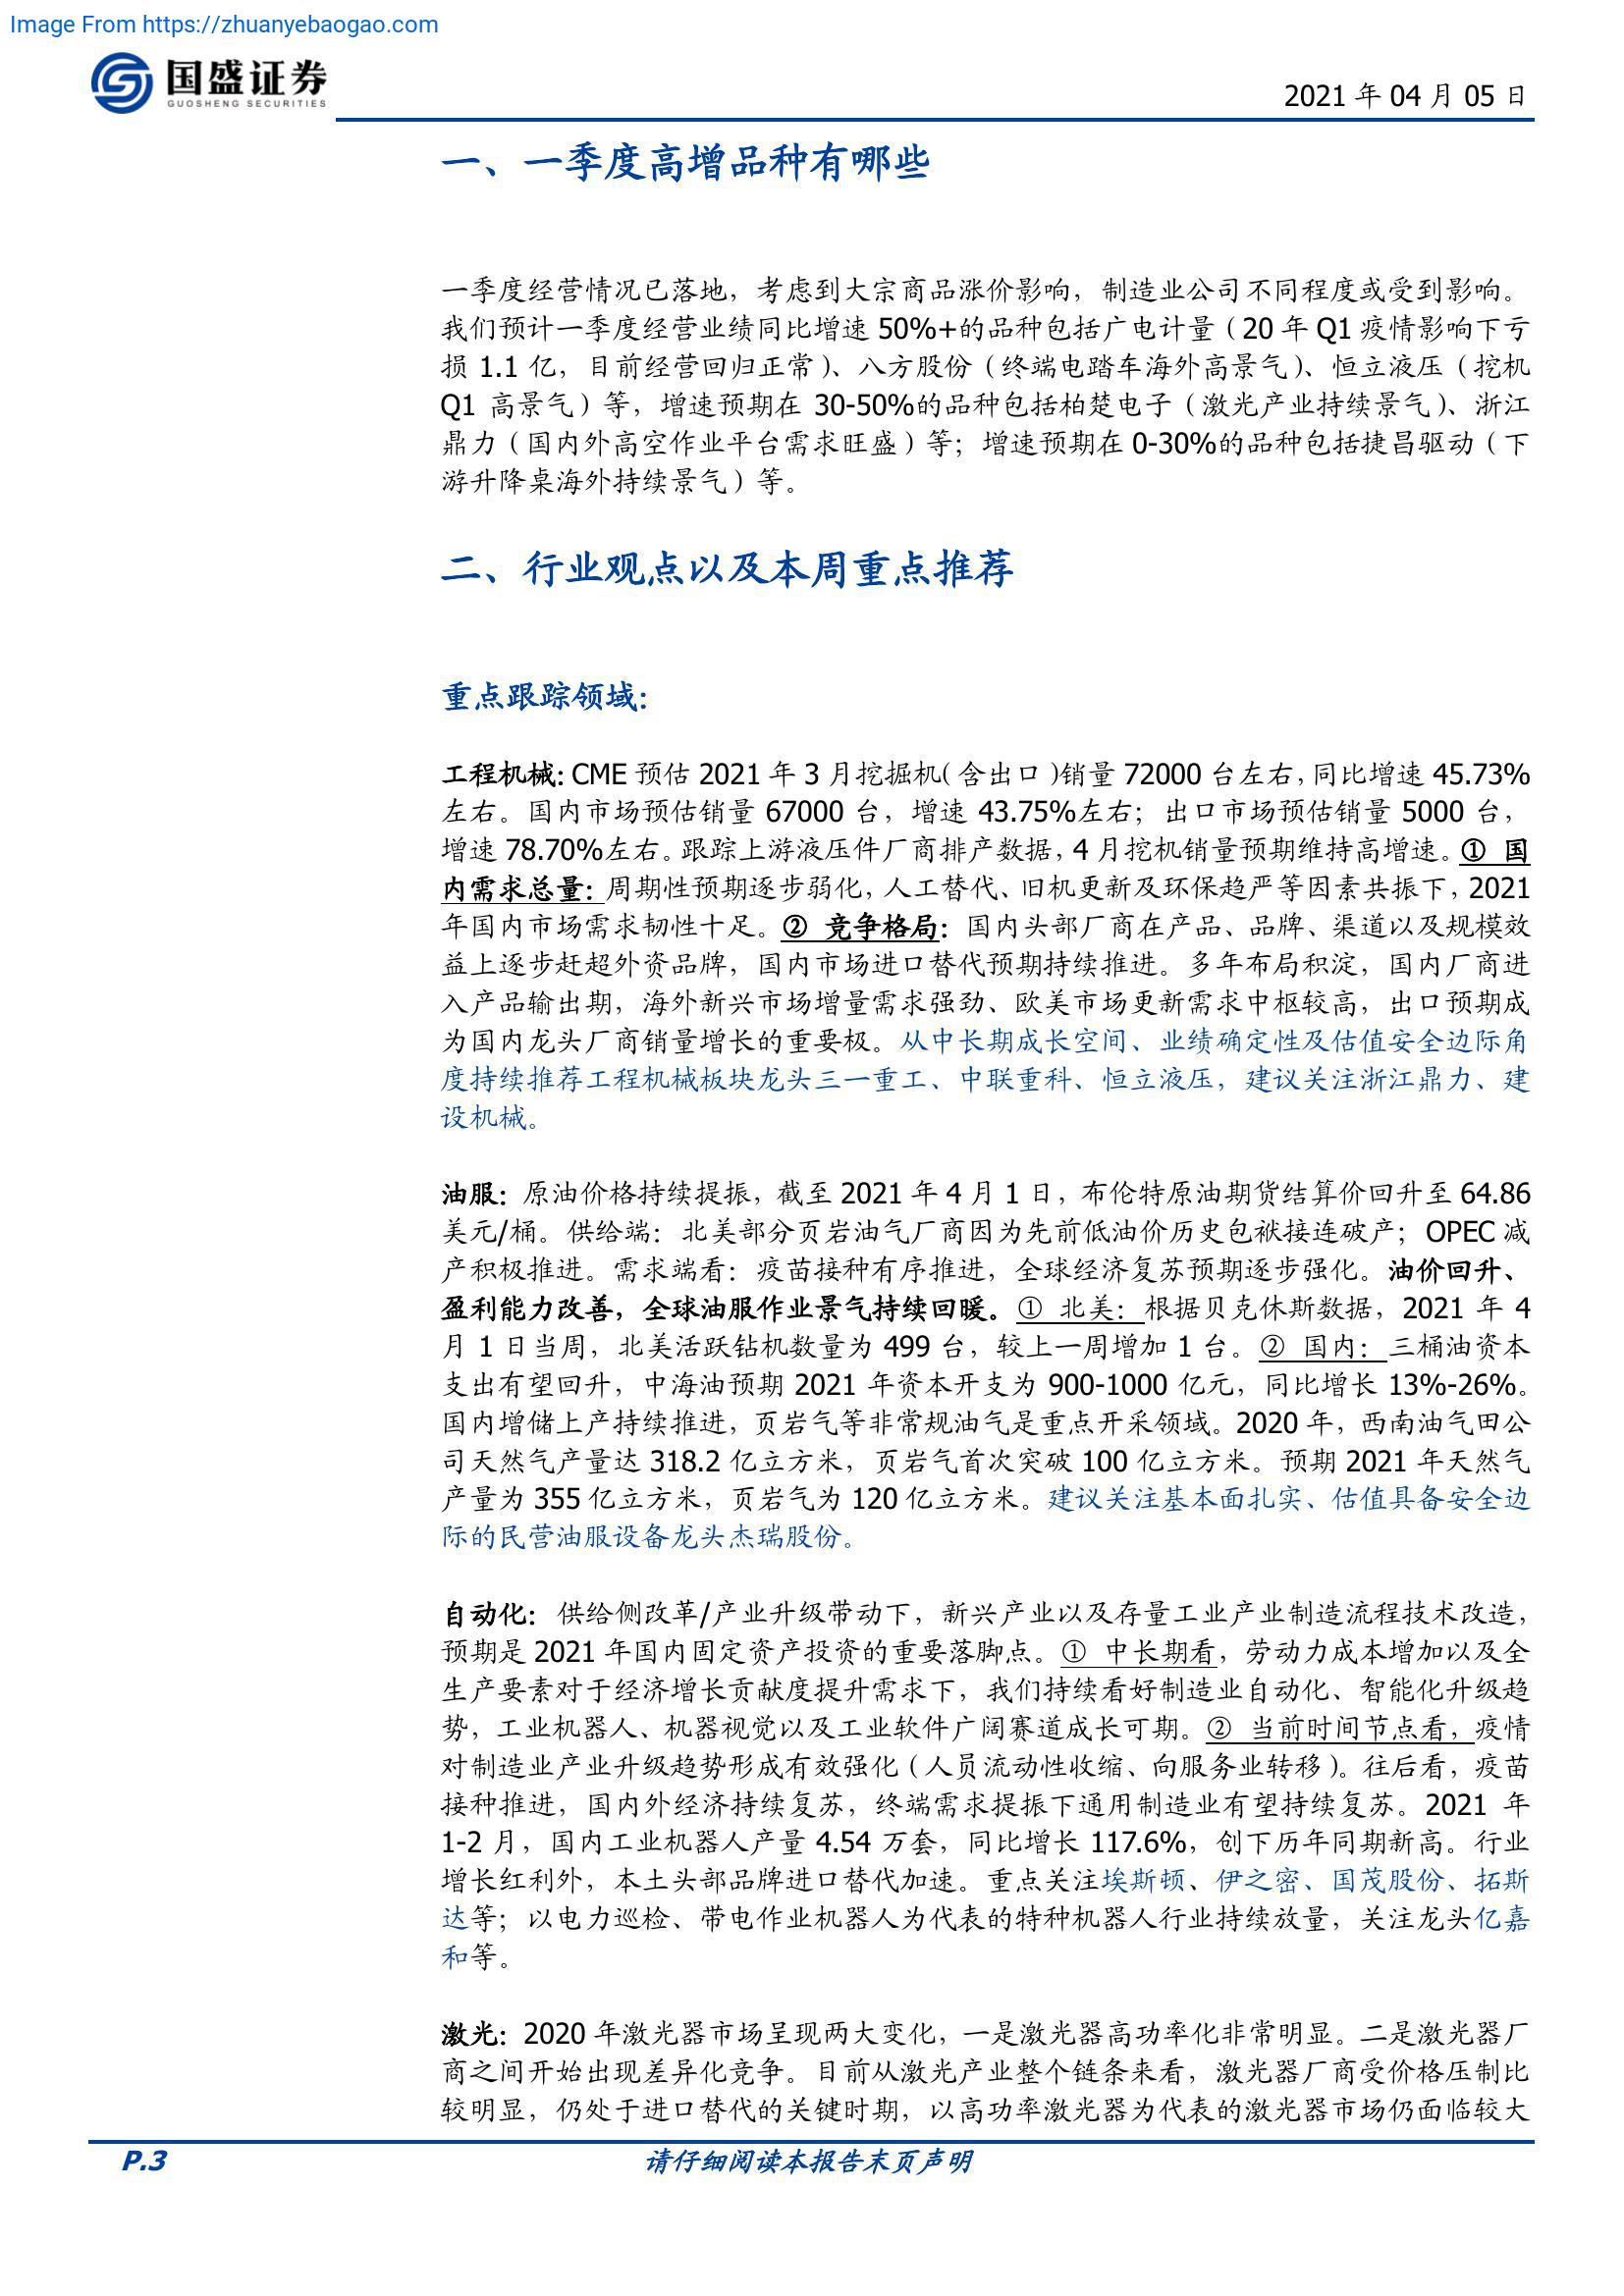 Image From https://zhuanyebaogao.com
国盛证券
GUOSHENG SECURITIES
2021 年 04 月 05 日
一、一季度高增品种有哪些
一季度经营情况已落地，考虑到大宗商品涨价影响，制造业公司不同程度或受到影响。
我们预计一季度经营业绩同比增速 50%+的品种包括广电计量（20 年 Q1 疫情影响下亏
损 1.1 亿，目前经营回归正常）、八方股份（终端电踏车海外高景气）、恒立液压（挖机
Q1 高景气）等，增速预期在 30-50%的品种包括柏楚电子（激光产业持续景气）、浙江
鼎力（国内外高空作业平台需求旺盛）等；增速预期在 0-30%的品种包括捷昌驱动（下
游升降桌海外持续景气）等。
二、行业观点以及本周重点推荐
重点跟踪领域：
工程机械：CME 预估 2021 年 3 月挖掘机（含出口）销量 72000 台左右，同比增速 45.73%
左右。国内市场预估销量 67000 台，增速 43.75%左右；出口市场预估销量 5000 台，
增速 78.70%左右。跟踪上游液压件厂商排产数据，4 月挖机销量预期维持高增速。① 国
内需求总量：周期性预期逐步弱化，人工替代、旧机更新及环保趋严等因素共振下，2021
年国内市场需求韧性十足。② 竞争格局：国内头部厂商在产品、品牌、渠道以及规模效
益上逐步赶超外资品牌，国内市场进口替代预期持续推进。多年布局积淀，国内厂商进
入产品输出期，海外新兴市场增量需求强劲、欧美市场更新需求中枢较高，出口预期成
为国内龙头厂商销量增长的重要极。从中长期成长空间、业绩确定性及估值安全边际角
度持续推荐工程机械板块龙头三一重工、中联重科、恒立液压，建议关注浙江鼎力、建
设机械。
油服：原油价格持续提振，截至 2021 年 4 月 1 日，布伦特原油期货结算价回升至 64.86
美元/桶。供给端：北美部分页岩油气厂商因为先前低油价历史包袱接连破产；OPEC 减
产积极推进。需求端看：疫苗接种有序推进，全球经济复苏预期逐步强化。油价回升、
盈利能力改善，全球油服作业景气持续回暖。① 北美：根据贝克休斯数据，2021 年 4
月 1 日当周，北美活跃钻机数量为 499 台，较上一周增加 1 台。② 国内：三桶油资本
支出有望回升，中海油预期 2021 年资本开支为 900-1000 亿元，同比增长 13%-26%。
国内增储上产持续推进，页岩气等非常规油气是重点开采领域。2020 年，西南油气田公
司天然气产量达 318.2 亿立方米，页岩气首次突破 100 亿立方米。预期 2021 年天然气
产量为 355 亿立方米，页岩气为 120 亿立方米。建议关注基本面扎实、估值具备安全边
际的民营油服设备龙头杰瑞股份。
自动化：供给侧改革/产业升级带动下，新兴产业以及存量工业产业制造流程技术改造，
预期是 2021 年国内固定资产投资的重要落脚点。① 中长期看，劳动力成本增加以及全
生产要素对于经济增长贡献度提升需求下，我们持续看好制造业自动化、智能化升级趋
势，工业机器人、机器视觉以及工业软件广阔赛道成长可期。② 当前时间节点看，疫情
对制造业产业升级趋势形成有效强化（人员流动性收缩、向服务业转移）。往后看，疫苗
接种推进，国内外经济持续复苏，终端需求提振下通用制造业有望持续复苏。2021 年
1-2 月，国内工业机器人产量 4.54 万套，同比增长 117.6%，创下历年同期新高。行业
增长红利外，本土头部品牌进口替代加速。重点关注埃斯顿、伊之密、国茂股份、拓斯
达等；以电力巡检、带电作业机器人为代表的特种机器人行业持续放量，关注龙头亿嘉
和等。
激光：2020 年激光器市场呈现两大变化，一是激光器高功率化非常明显。二是激光器厂
商之间开始出现差异化竞争。目前从激光产业整个链条来看，激光器厂商受价格压制比
较明显，仍处于进口替代的关键时期，以高功率激光器为代表的激光器市场仍面临较大
P.3
请仔细阅读本报告末页声明